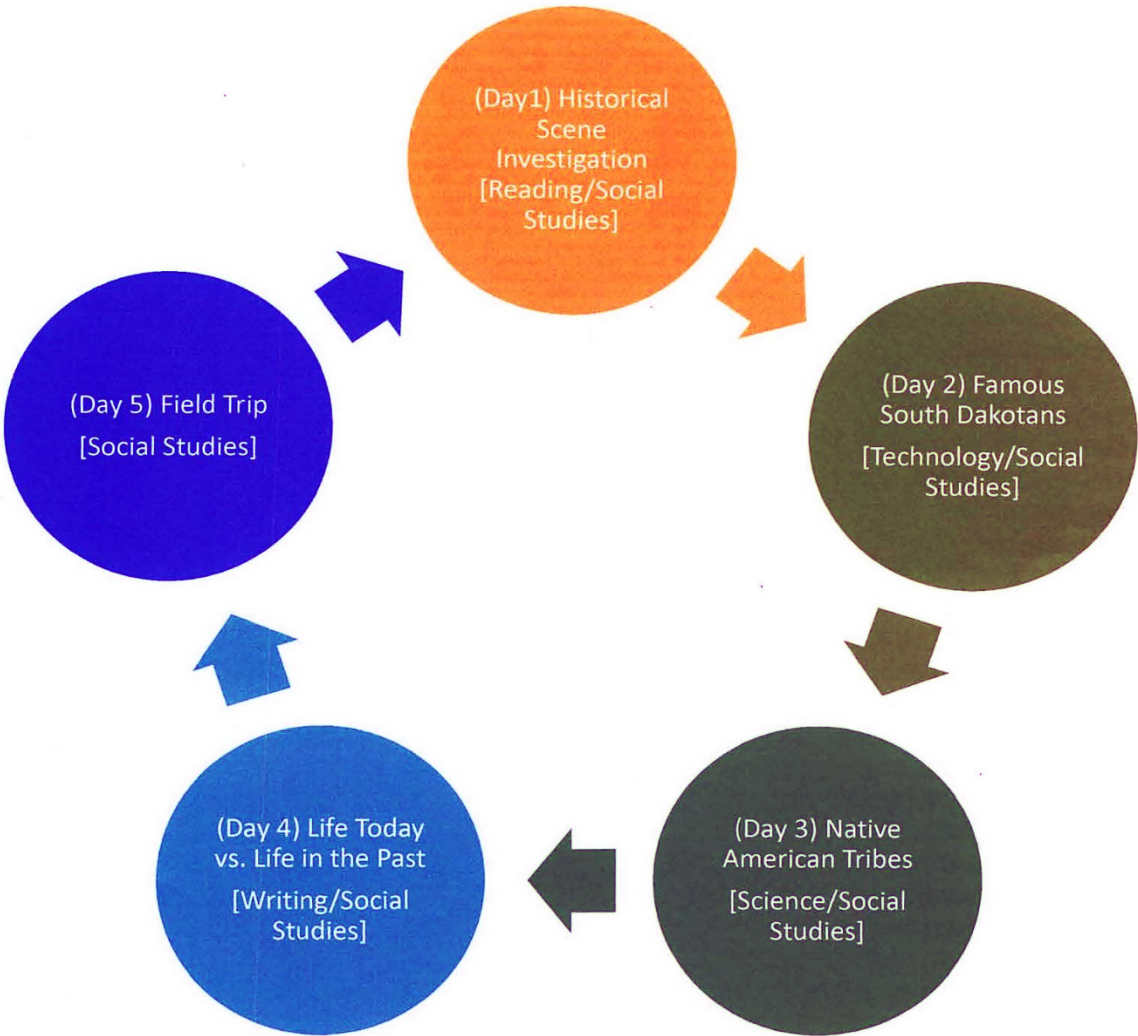 (Day1) Historical
Scene
Investigation
[Reading/Social
Studies]
(Day 2) Famous
South Dakotans
[Technology/Social
Studies]
(Day 3) Native
American Tribes
[Science/Social
Studies]
(Day 4) Life Today
vs. Life in the Past
[Writing/Social
Studies]
(Day 5) Field Trip
[Social Studies]